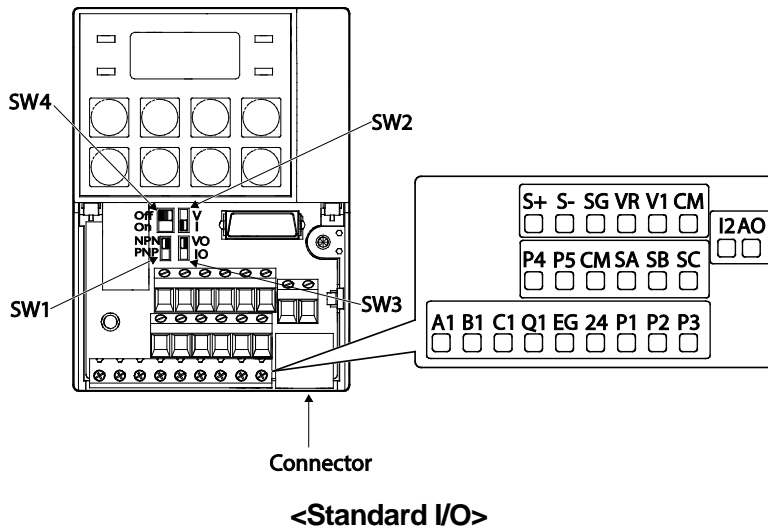 SW4
SW2
Off
On
V
I
NPN
PNP
VO
IO
SW1
SW3
S+ S- SG VR V1 CM
I2 AO
P4 P5 CM SA SB SC
A1 B1 C1 Q1 EG 24 P1 P2 P3
Connector
<Standard I/O>